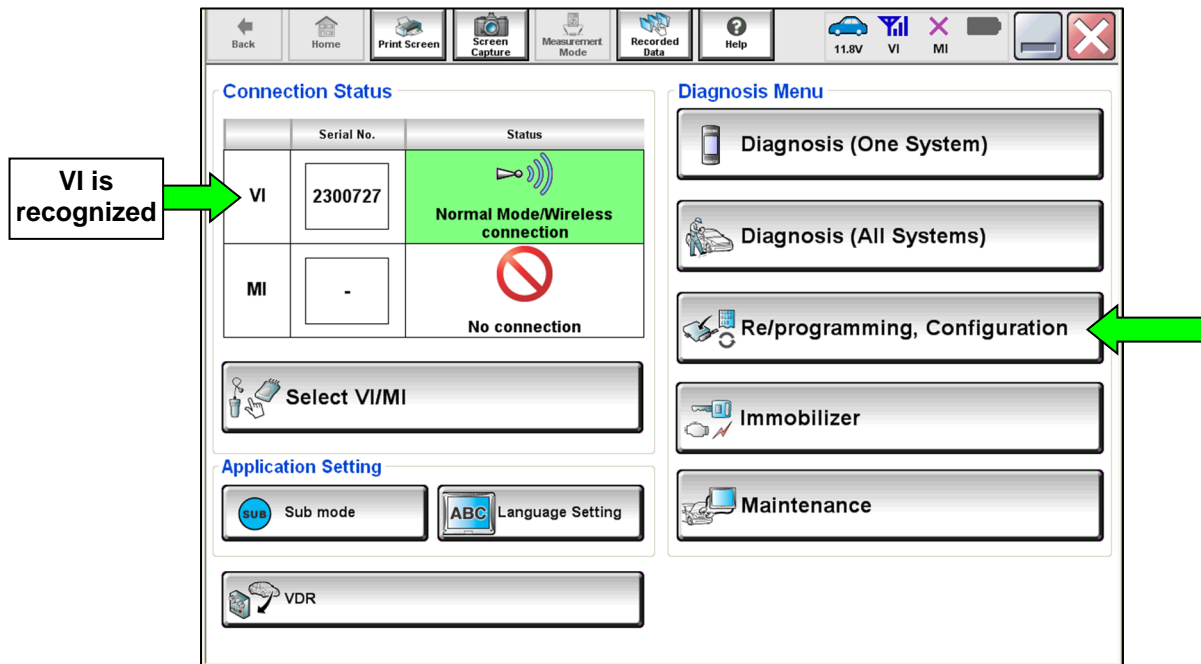 Back
Home
Print Screen
Screen
Capture
Measurement
Mode
Recorded
Data
Help
11.8V
VI
MI
Connection Status
Serial No.
Status
VI is
recognized
VI
2300727
Normal Mode/Wireless
connection
MI
-
No connection
Select VI/MI
Application Setting
SUB
Sub mode
ABC
Language Setting
VDR
Diagnosis Menu
Diagnosis (One System)
Diagnosis (All Systems)
Re/programming, Configuration
Immobilizer
Maintenance